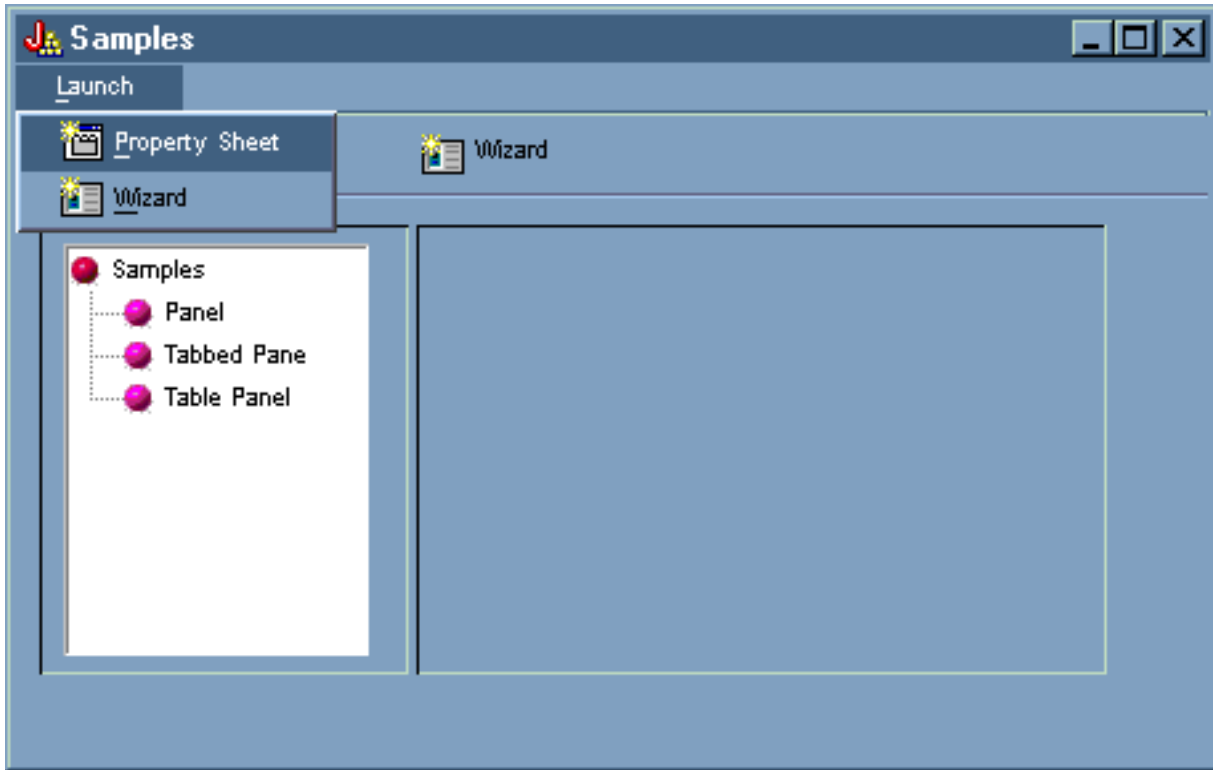 Samples
Launch
Property Sheet
Wizard
Wizard
Samples
Panel
Tabbed Pane
Table Panel